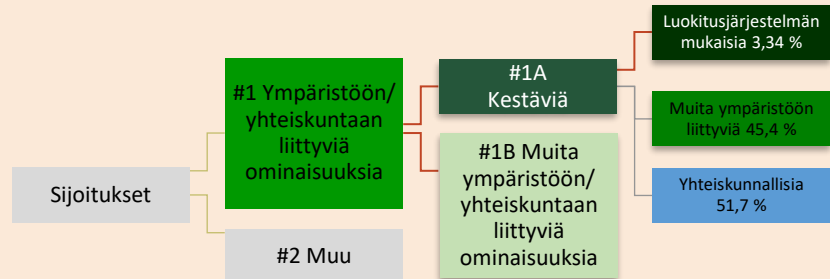 Sijoitukset
#1 Ympäristöön/
yhteiskuntaan
liittyviä
ominaisuuksia
#2 Muu
#1A
Kestäviä
#1B Muita
ympäristöön/
yhteiskuntaan
liittyviä
ominaisuuksia
Luokitusjärjestelmän
mukaisia 3,34 %
Muita ympäristöön
liittyviä 45,4 %
Yhteiskunnallisia
51,7 %